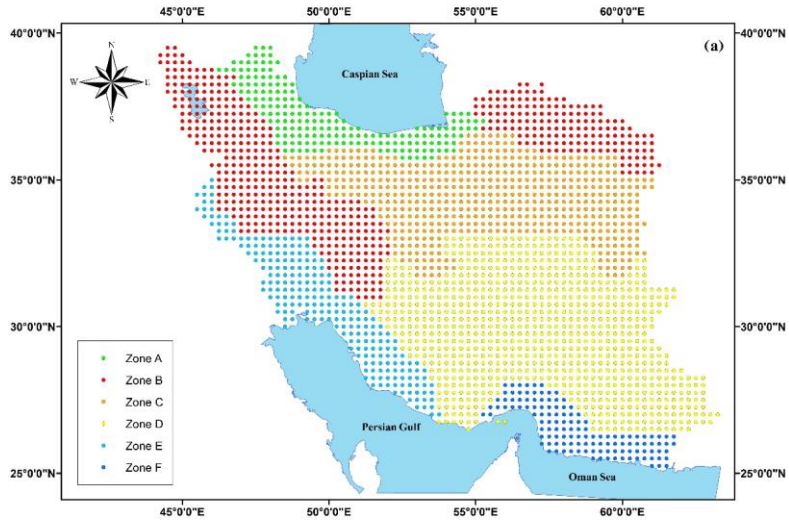 45°0'0"E 50°0'0"E 55°0'0"E 60°0'0"E
40°0'0"N 40°0'0"N
(a)
N
W E
S
Caspian Sea
35°0'0"N 35°0'0"N
30°0'0"N 30°0'0"N
Zone A
Zone B
Zone C
Zone D
Zone E
Zone F
Persian Gulf
25°0'0"N 25°0'0"N
Oman Sea
45°0'0"E 50°0'0"E 55°0'0"E 60°0'0"E